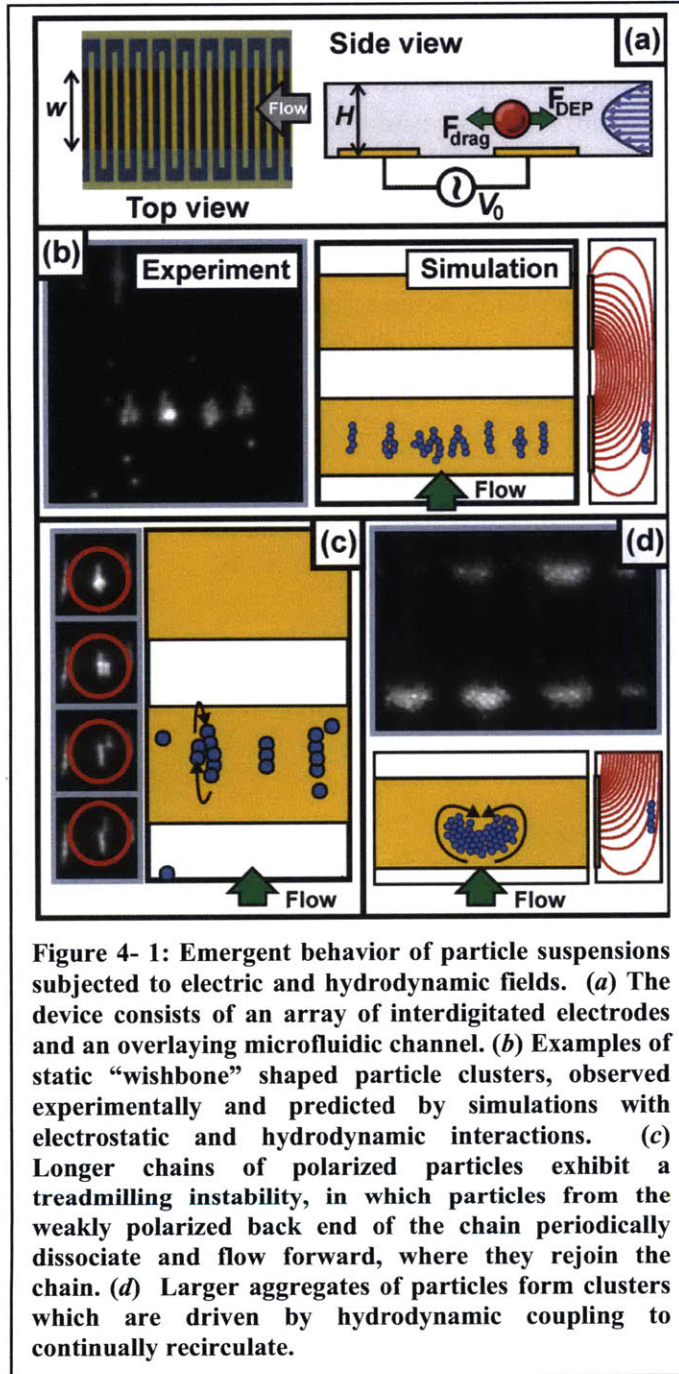 Side view
(a)
w
Flow
H
F_drag
F_DEP
V_0
Top view
(b)
Experiment
Simulation
Flow
(c)
Flow
(d)
Flow
Figure 4- 1: Emergent behavior of particle suspensions
subjected to electric and hydrodynamic fields. (a) The
device consists of an array of interdigitated electrodes
and an overlaying microfluidic channel. (b) Examples of
static “wishbone” shaped particle clusters, observed
experimentally and predicted by simulations with
electrostatic and hydrodynamic interactions. (c)
Longer chains of polarized particles exhibit a
treadmilling instability, in which particles from the
weakly polarized back end of the chain periodically
dissociate and flow forward, where they rejoin the
chain. (d) Larger aggregates of particles form clusters
which are driven by hydrodynamic coupling to
continually recirculate.